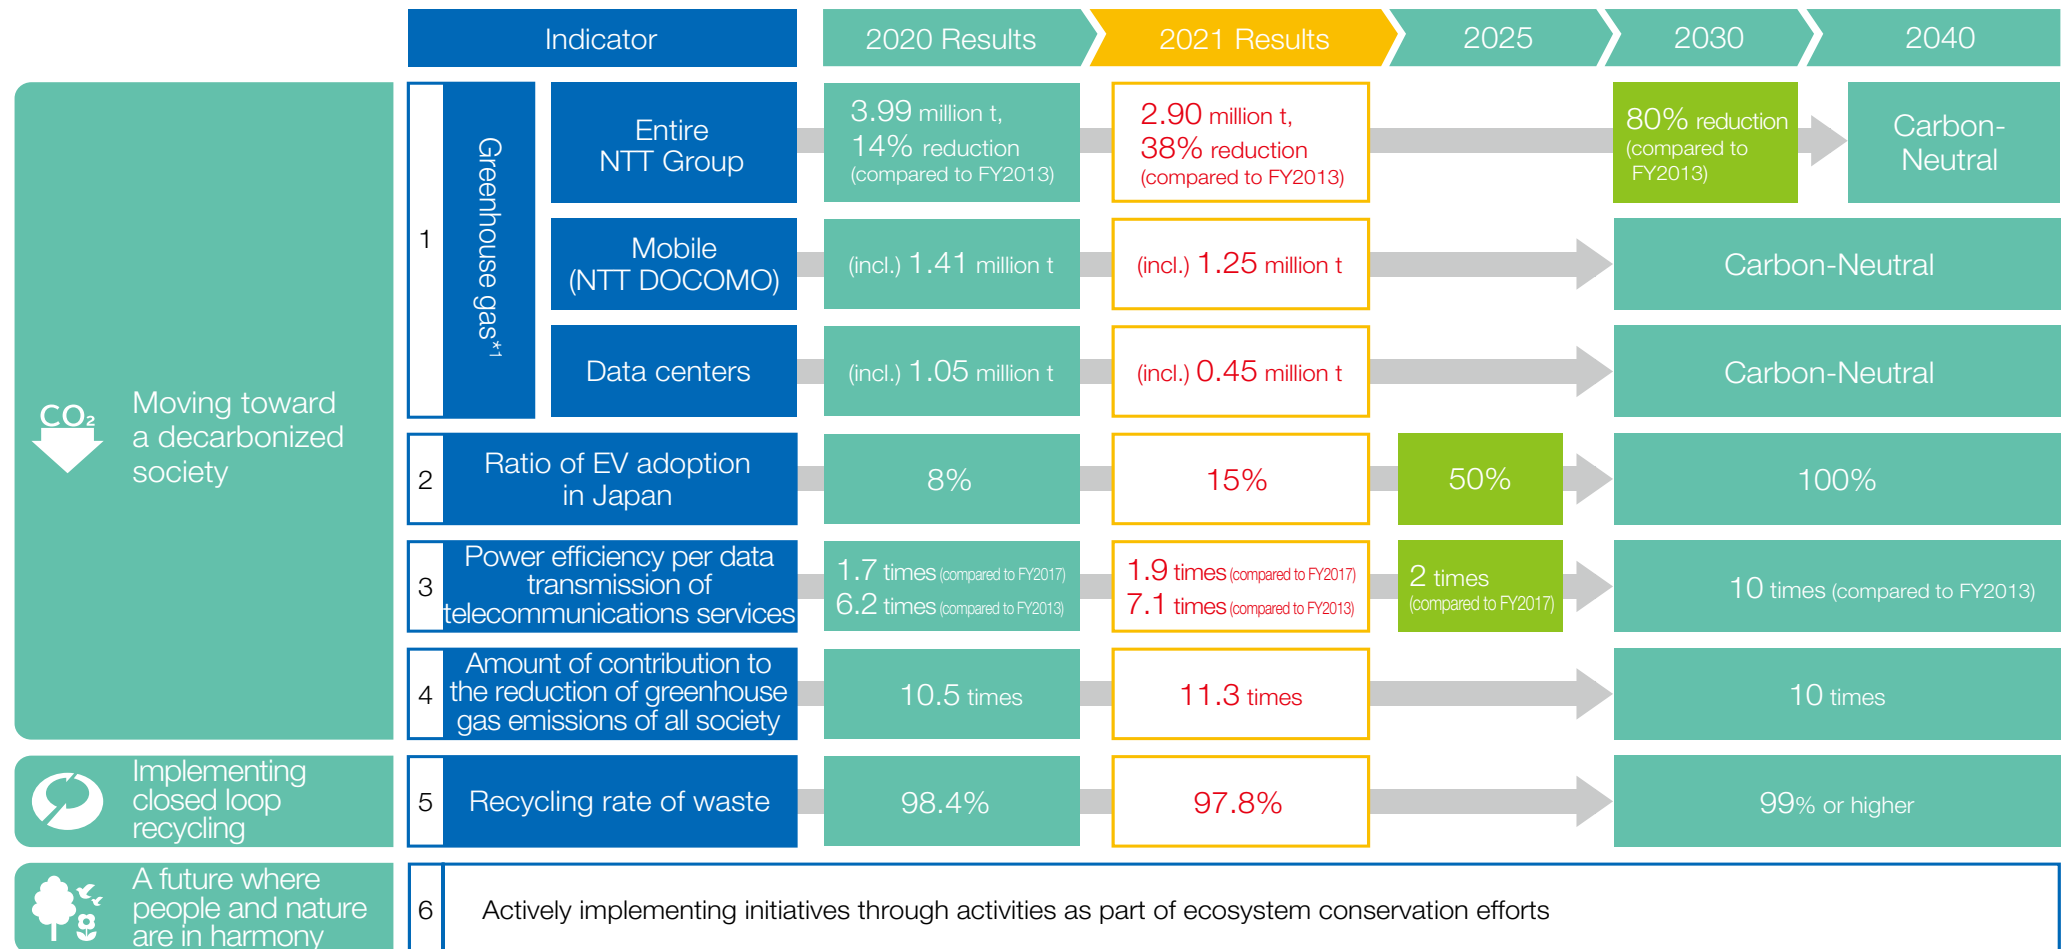 Indicator
2020 Results
2021 Results
2025
2030
2040
CO₂
Moving toward
a decarbonized
society
1
Greenhouse gas*1
Entire
NTT Group
3.99 million t,
14% reduction
(compared to FY2013)
2.90 million t,
38% reduction
(compared to FY2013)
80% reduction
(compared to
FY2013)
Carbon-
Neutral
Mobile
(NTT DOCOMO)
(incl.) 1.41 million t
(incl.) 1.25 million t
Carbon-Neutral
Data centers
(incl.) 1.05 million t
(incl.) 0.45 million t
Carbon-Neutral
2
Ratio of EV adoption
in Japan
8%
15%
50%
100%
3
Power efficiency per data
transmission of
telecommunications services
1.7 times (compared to FY2017)
6.2 times (compared to FY2013)
1.9 times (compared to FY2017)
7.1 times (compared to FY2013)
2 times
(compared to FY2017)
10 times (compared to FY2013)
4
Amount of contribution to
the reduction of greenhouse
gas emissions of all society
10.5 times
11.3 times
10 times
Implementing
closed loop
recycling
5
Recycling rate of waste
98.4%
97.8%
99% or higher
A future where
people and nature
are in harmony
6
Actively implementing initiatives through activities as part of ecosystem conservation efforts